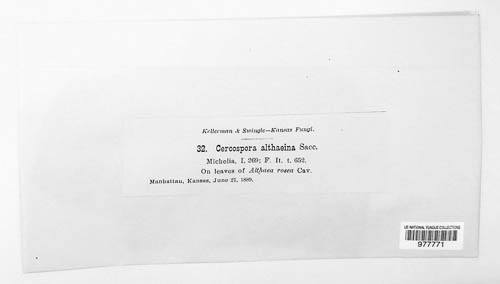 Kellerman & Swingle—Kansas Fungi.
32. Cercospora althaeina Sacc.
Michelia, I, 269; F. It. t. 652.
On leaves of Althaea rosea Cav.
Manhattan, Kansas, June 21, 1889.
US NATIONAL FUNGUS COLLECTIONS
977771